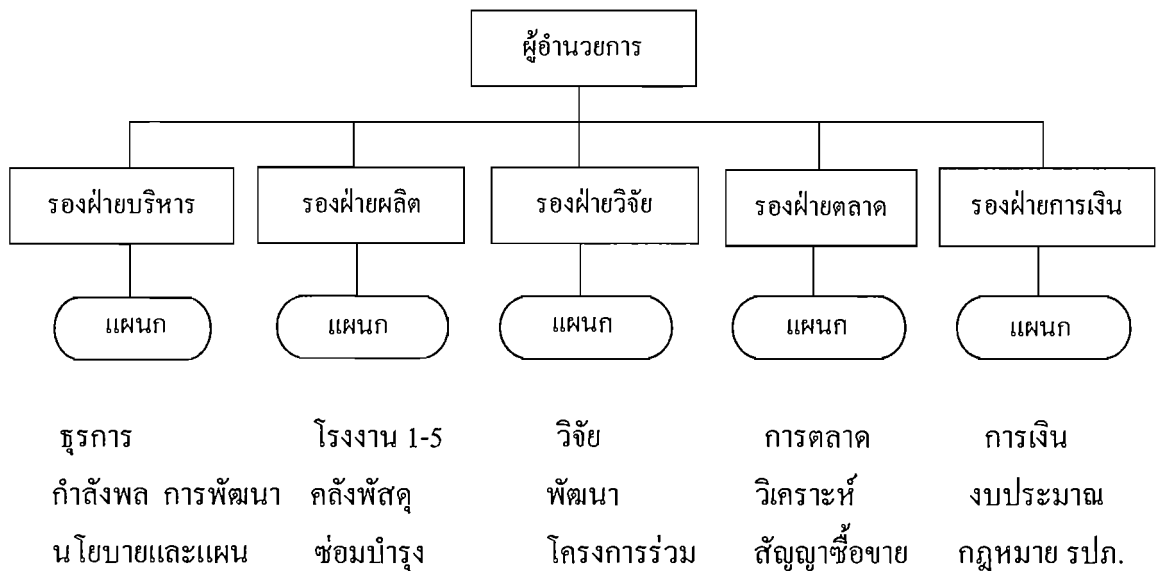 ผู้อำนวยการ
รองฝ่ายบริหาร รองฝ่ายผลิต รองฝ่ายวิจัย รองฝ่ายตลาด รองฝ่ายการเงิน
แผนก แผนก แผนก แผนก แผนก
ธุรการ โรงงาน 1-5 วิจัย การตลาด การเงิน
กำลังพล การพัฒนา คลังพัสดุ พัฒนา วิเคราะห์ งบประมาณ
นโยบายและแผน ซ่อมบำรุง โครงการร่วม สัญญาซื้อขาย กฎหมาย รปภ.